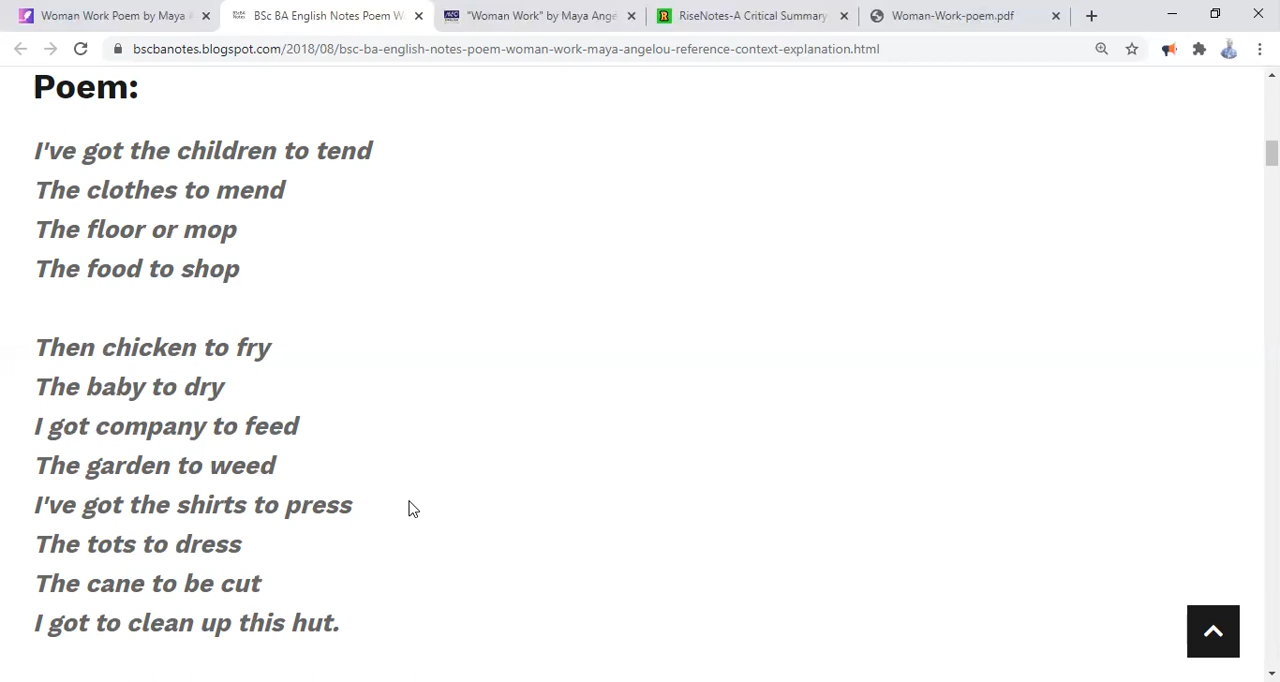 Woman Work Poem by Maya
BSc BA English Notes Poem W
"Woman Work" by Maya Ange
RiseNotes-A Critical Summary
Woman-Work-poem.pdf
bscbanotes.blogspot.com/2018/08/bsc-ba-english-notes-poem-woman-work-maya-angelou-reference-context-explanation.html
Poem:
I've got the children to tend
The clothes to mend
The floor or mop
The food to shop
Then chicken to fry
The baby to dry
I got company to feed
The garden to weed
I've got the shirts to press
The tots to dress
The cane to be cut
I got to clean up this hut.